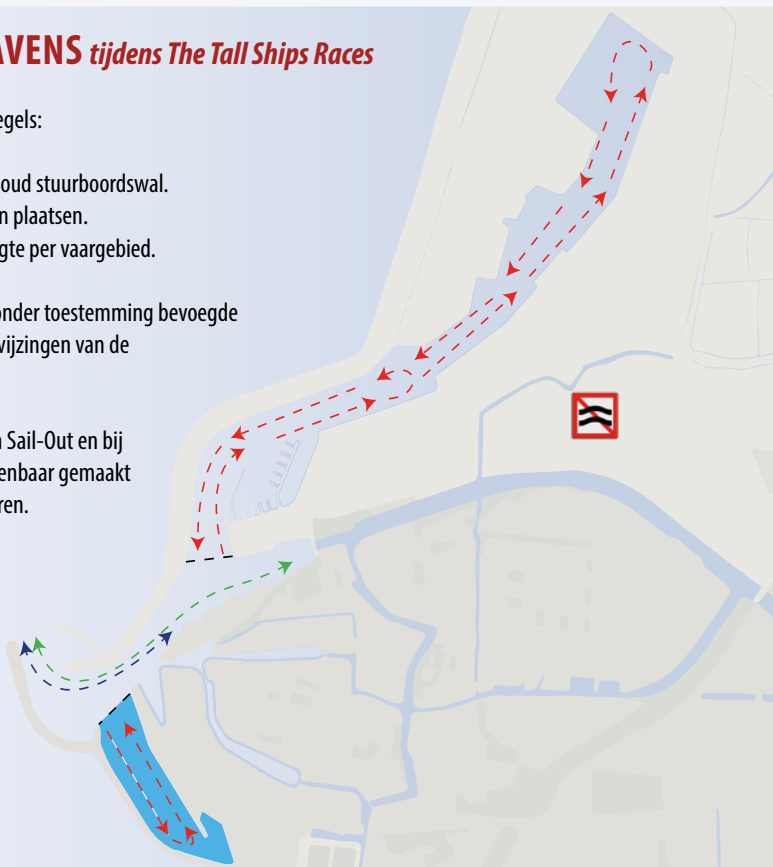 AVENS tijdens The Tall Ships Races
egels:
oud stuurboordswal.
n plaatsen.
gte per vaargebied.
onder toestemming bevoegde
wijzingen van de
n Sail-Out en bij
enbaar gemaakt
ren.